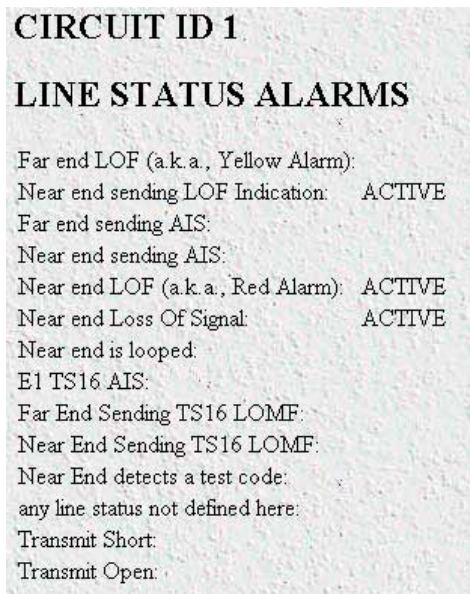 CIRCUIT ID 1
LINE STATUS ALARMS
Far end LOF (a.k.a., Yellow Alarm):
Near end sending LOF Indication: ACTIVE
Far end sending AIS:
Near end sending AIS:
Near end LOF (a.k.a., Red Alarm): ACTIVE
Near end Loss Of Signal: ACTIVE
Near end is looped:
E1 TS16 AIS:
Far End Sending TS16 LOMF:
Near End Sending TS16 LOMF:
Near End detects a test code:
any line status not defined here:
Transmit Short:
Transmit Open: